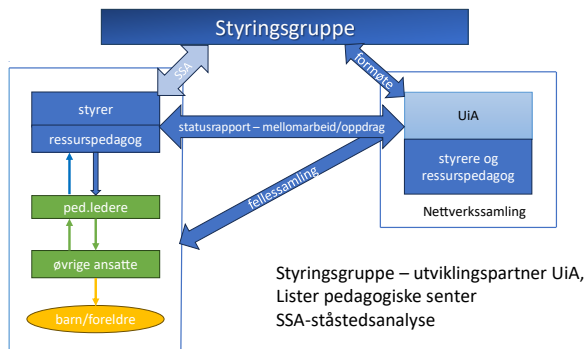 Styringsgruppe
SSA
formøte
styrer
ressurspedagog
statusrapport – mellomarbeid/oppdrag
UiA
styrere og
ressurspedagog
Nettverkssamling
fellessamling
ped.ledere
øvrige ansatte
barn/foreldre
Styringsgruppe – utviklingspartner UiA,
Lister pedagogiske senter
SSA-ståstedsanalyse